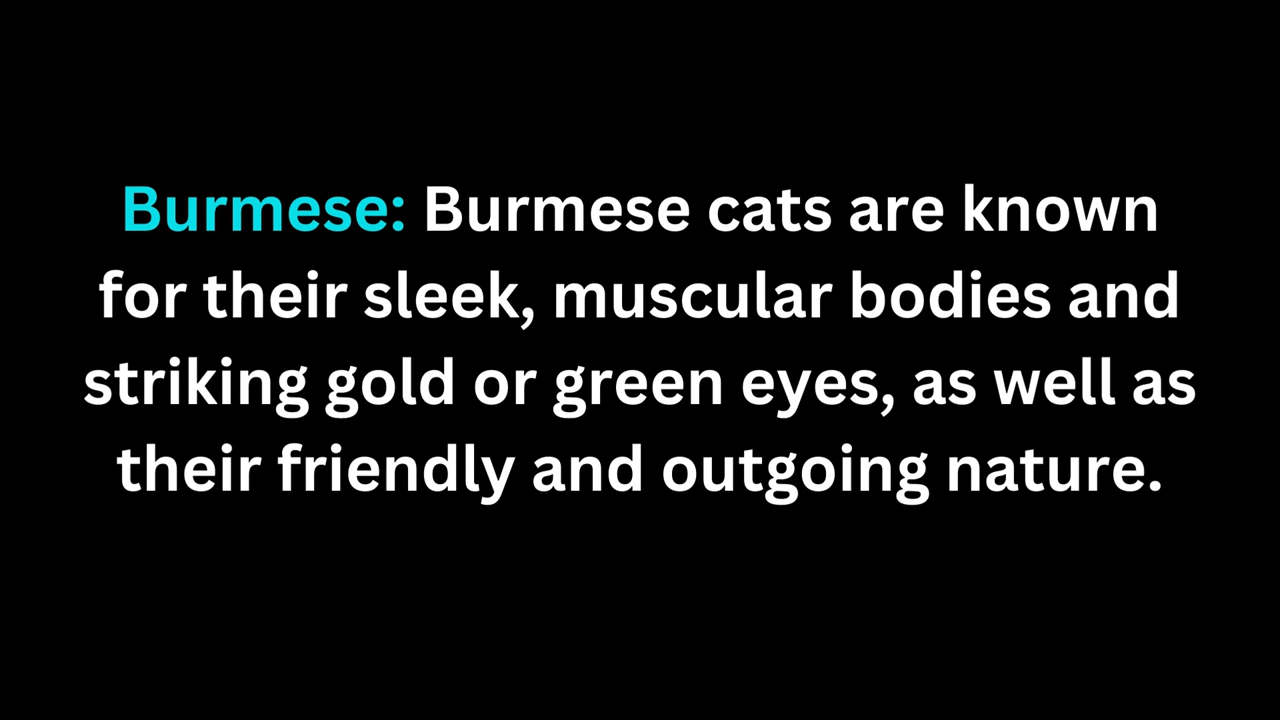 Burmese: Burmese cats are known
for their sleek, muscular bodies and
striking gold or green eyes, as well as
their friendly and outgoing nature.